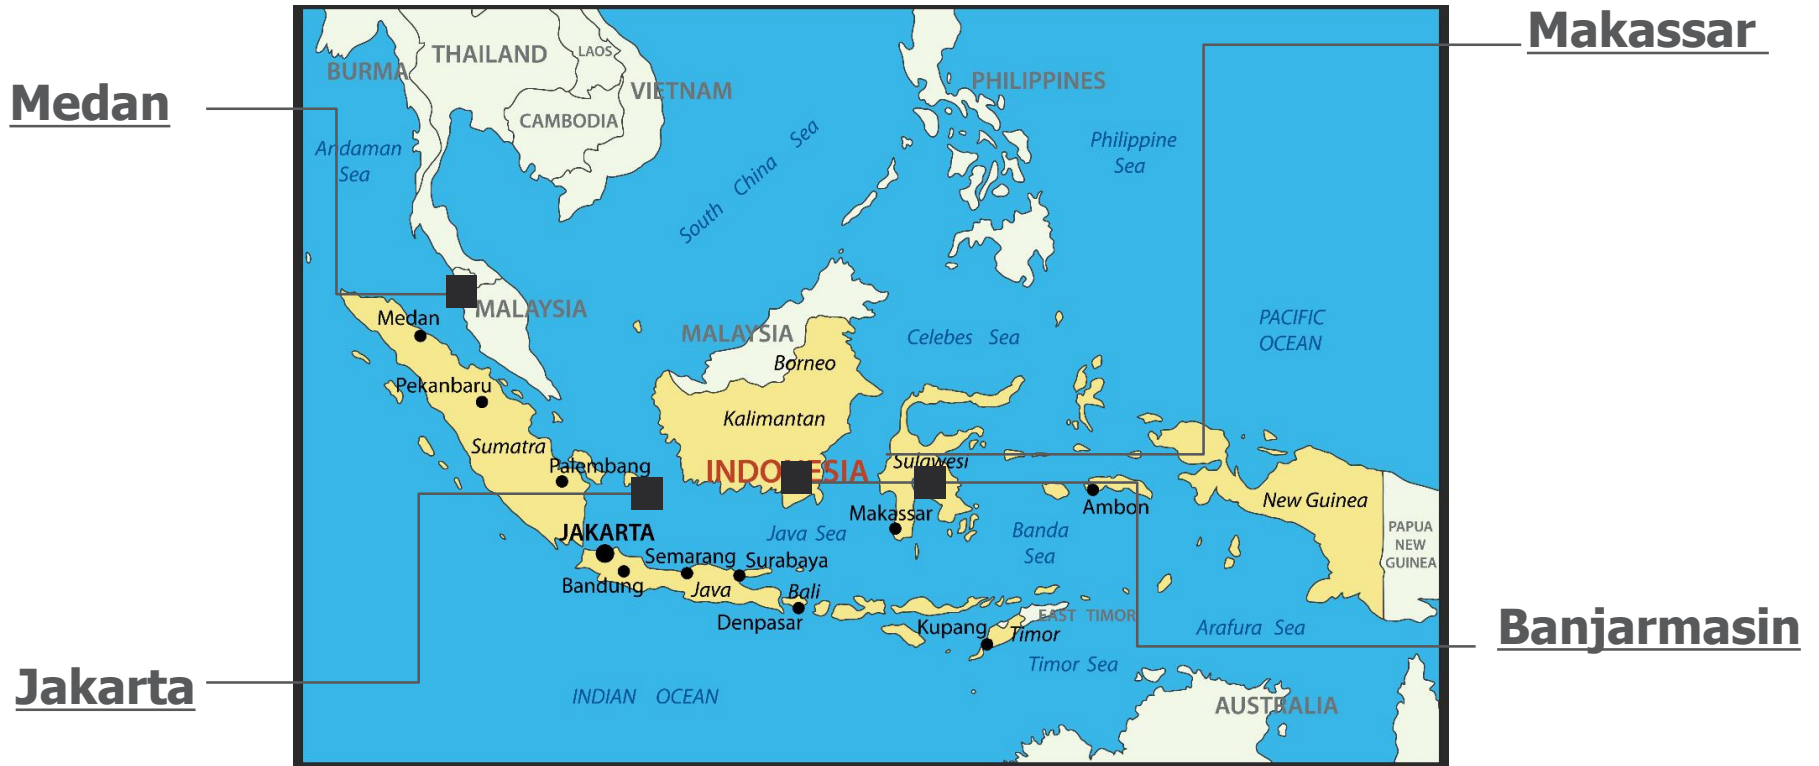 Makassar
Medan
Jakarta
Banjarmasin
BURMA
THAILAND
LAOS
VIETNAM
CAMBODIA
PHILIPPINES
Andaman
Sea
South China Sea
Philippine
Sea
MALAYSIA
MALAYSIA
Celebes Sea
PACIFIC
OCEAN
Medan
Borneo
Pekanbaru
Kalimantan
Sumatra
Palembang
INDONESIA
Sulawesi
New Guinea
Makassar
Ambon
JAKARTA
Java Sea
Banda
Sea
PAPUA
NEW
GUINEA
Semarang
Surabaya
Bandung
Java
Bali
Denpasar
EAST TIMOR
Kupang
Timor
Arafura Sea
Timor Sea
INDIAN OCEAN
AUSTRALIA